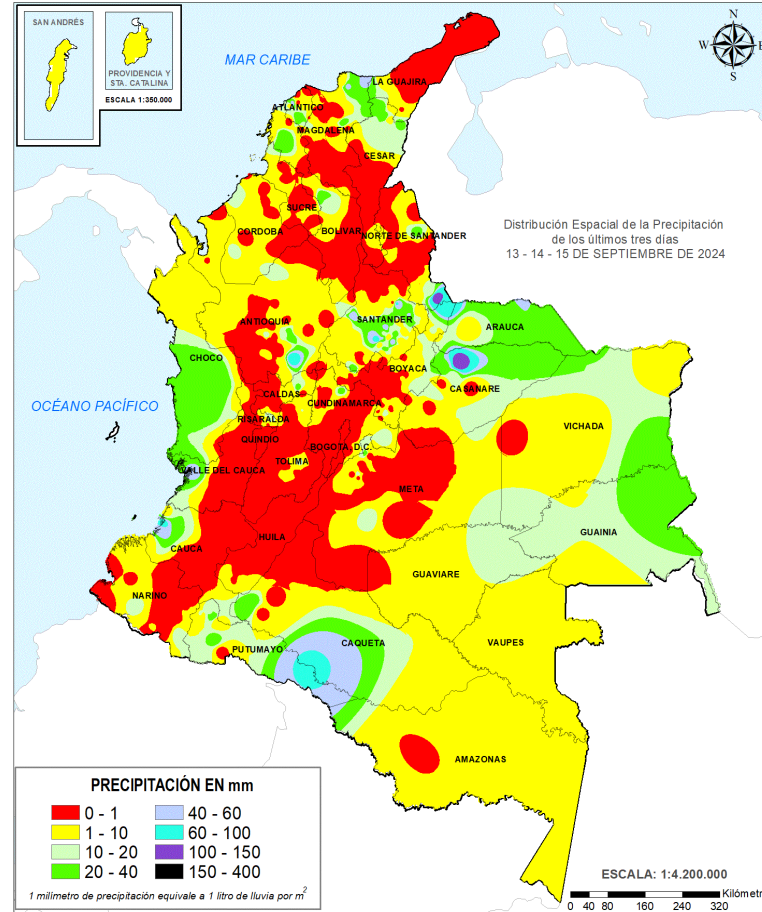 SAN ANDRÉS
PROVIDENCIA Y
STA. CATALINA
ESCALA 1:350.000
MAR CARIBE
N
W
E
S
LA GUAJIRA
ATLANTICO
MAGDALENA
CESAR
SUCRE
CORDOBA
BOLIVAR
NORTE DE SANTANDER
Distribución Espacial de la Precipitación
de los últimos tres días
13 - 14 - 15 DE SEPTIEMBRE DE 2024
ANTIOQUIA
SANTANDER
ARAUCA
CHOCO
BOYACA
CASANARE
OCÉANO PACÍFICO
CALDAS
CUNDINAMARCA
RISARALDA
VICHADA
QUINDIO
BOGOTA D.C.
TOLIMA
VALLE DEL CAUCA
META
GUAINIA
CAUCA
HUILA
GUAVIARE
NARIÑO
PUTUMAYO
CAQUETA
VAUPES
AMAZONAS
PRECIPITACIÓN EN mm
0 - 1
40 - 60
1 - 10
60 - 100
10 - 20
100 - 150
20 - 40
150 - 400
1 milímetro de precipitación equivale a 1 litro de lluvia por m2
ESCALA: 1:4.200.000
Kilóme
0 40 80 160 240 320